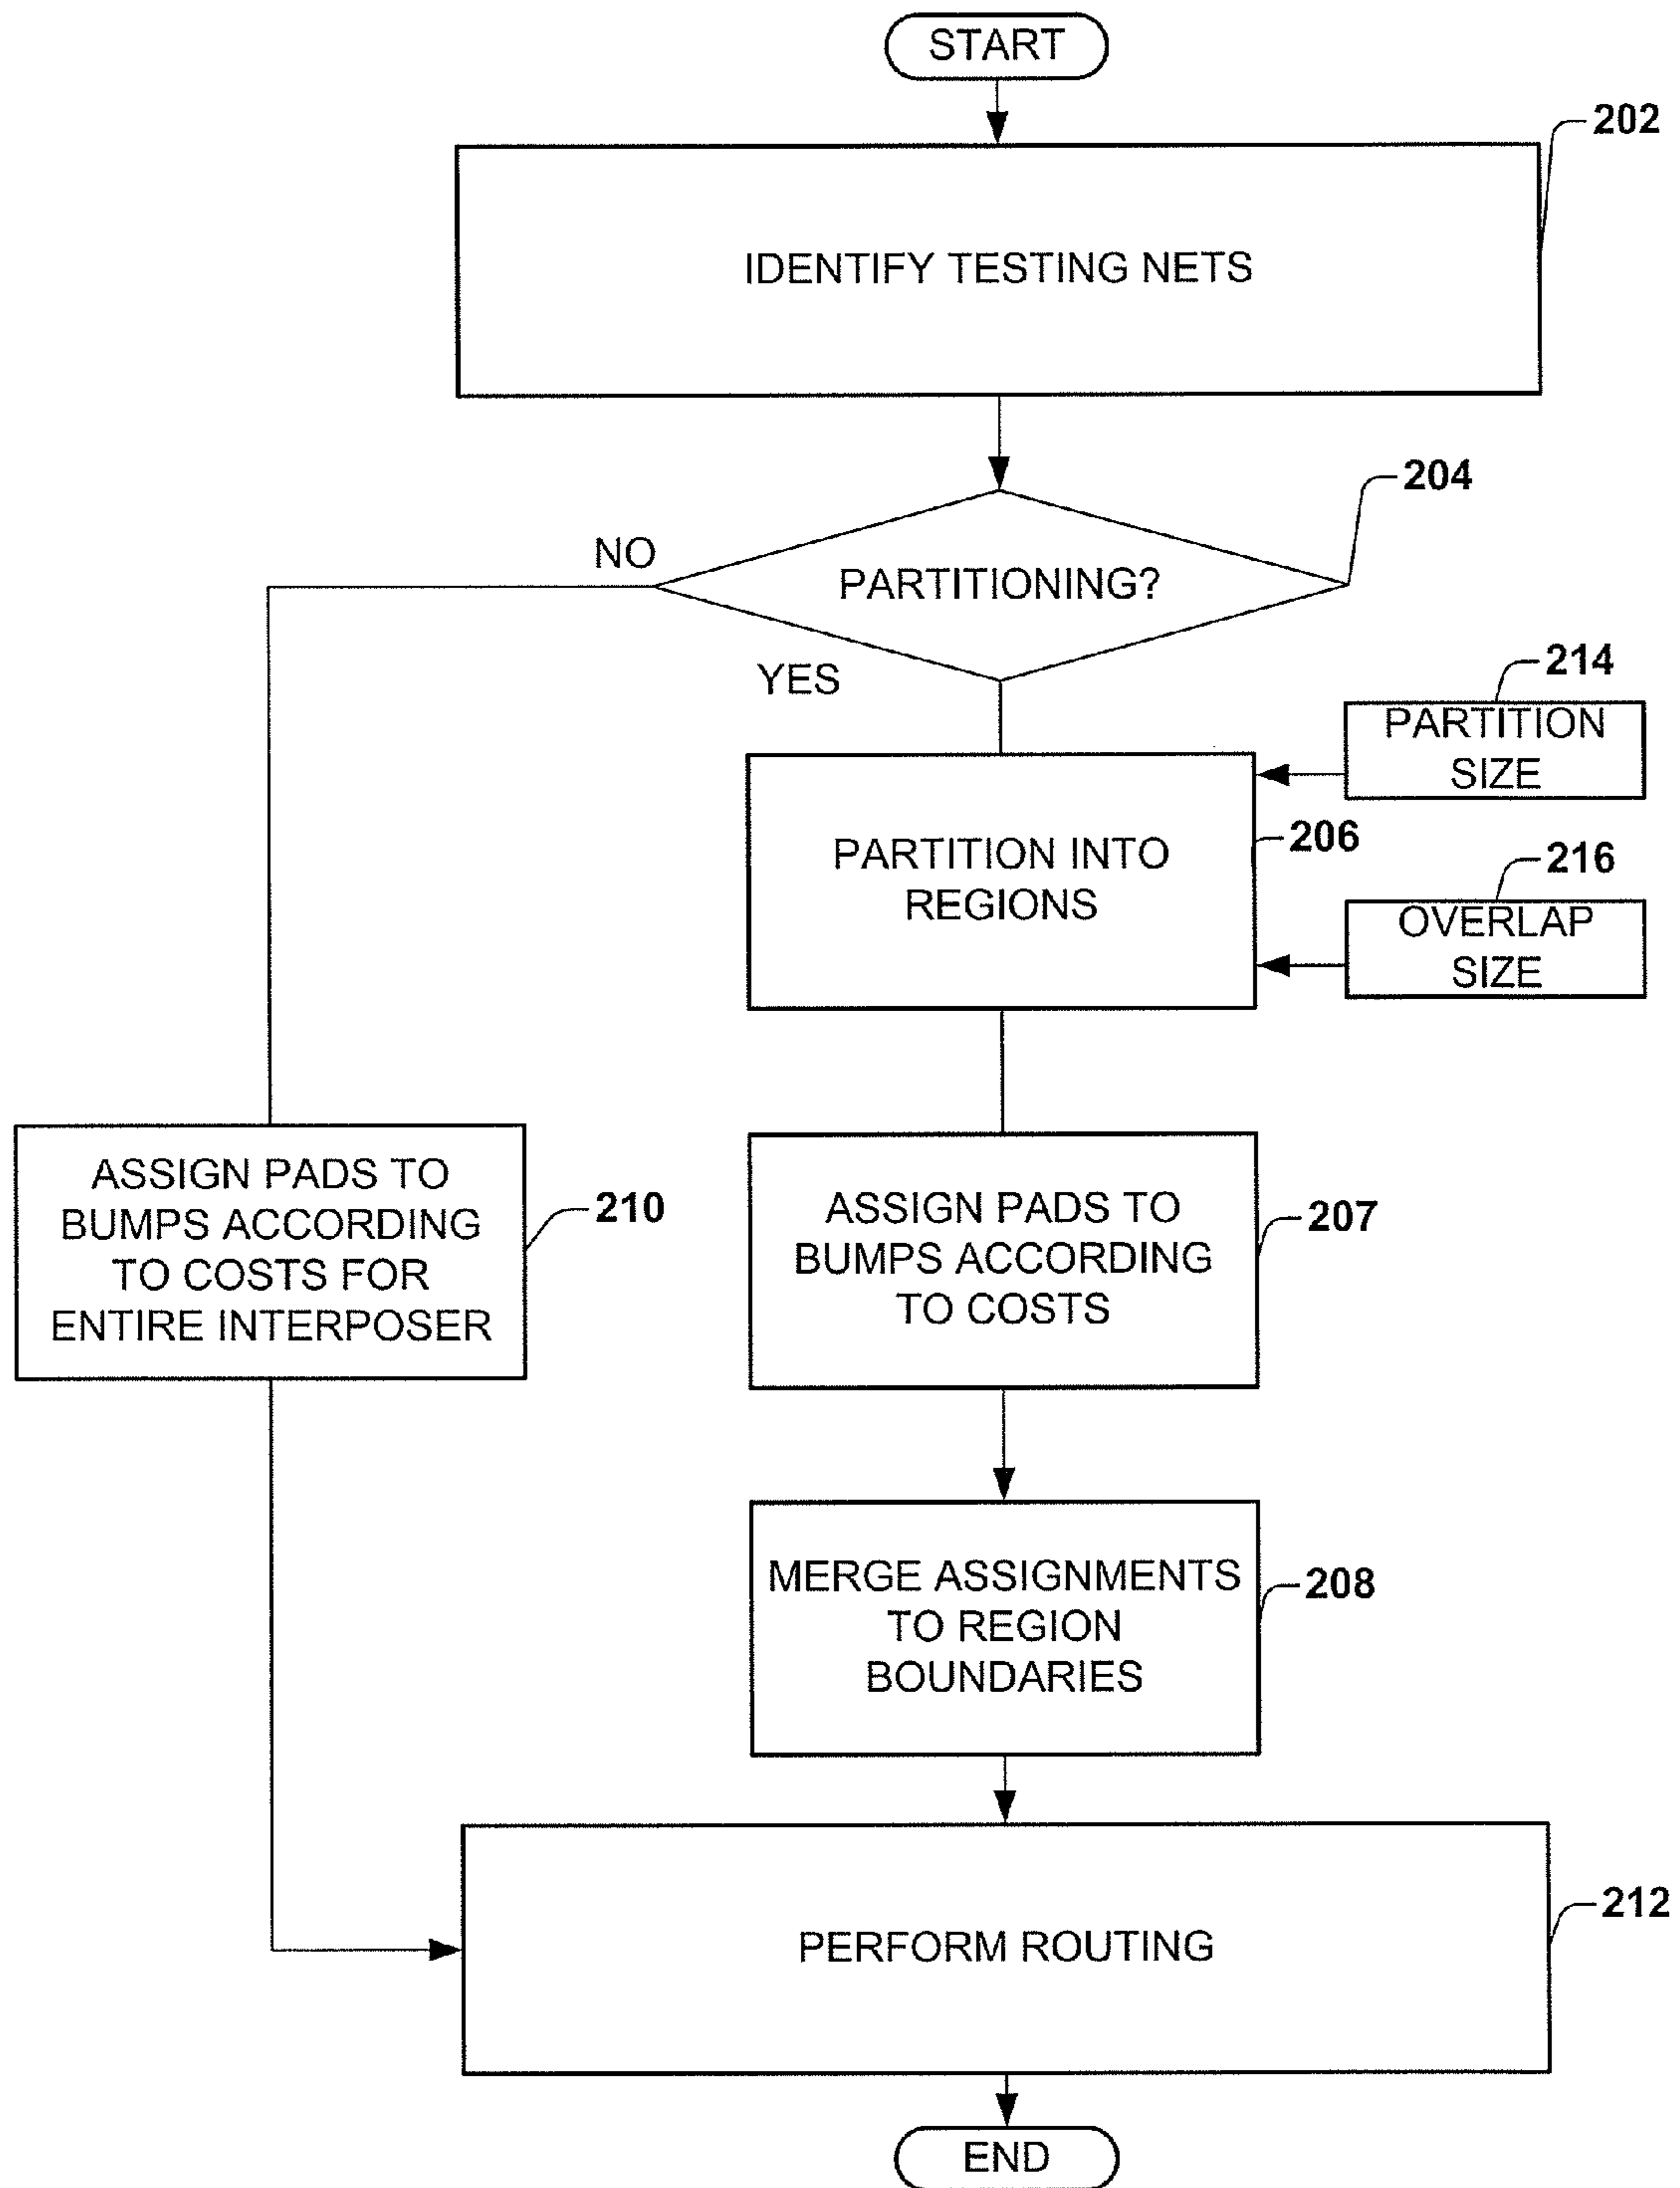 START
202
IDENTIFY TESTING NETS
204
NO
PARTITIONING?
YES
214
PARTITION
SIZE
206
PARTITION INTO
REGIONS
216
OVERLAP
SIZE
ASSIGN PADS TO
BUMPS ACCORDING
TO COSTS FOR
ENTIRE INTERPOSER
210
ASSIGN PADS TO
BUMPS ACCORDING
TO COSTS
207
MERGE ASSIGNMENTS
TO REGION
BOUNDARIES
208
PERFORM ROUTING
212
END